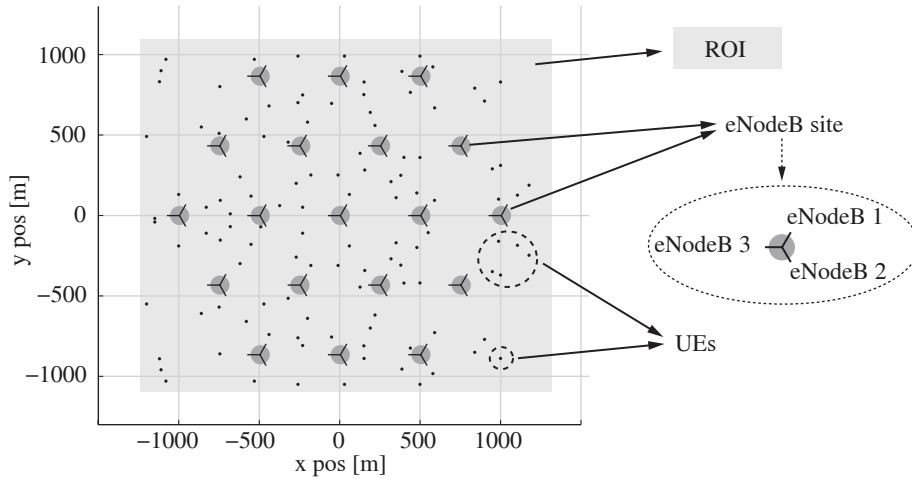 1000
500
0
−500
−1000
y pos [m]
−1000 −500 0 500 1000
x pos [m]
ROI
eNodeB site
eNodeB 1
eNodeB 3
eNodeB 2
UEs